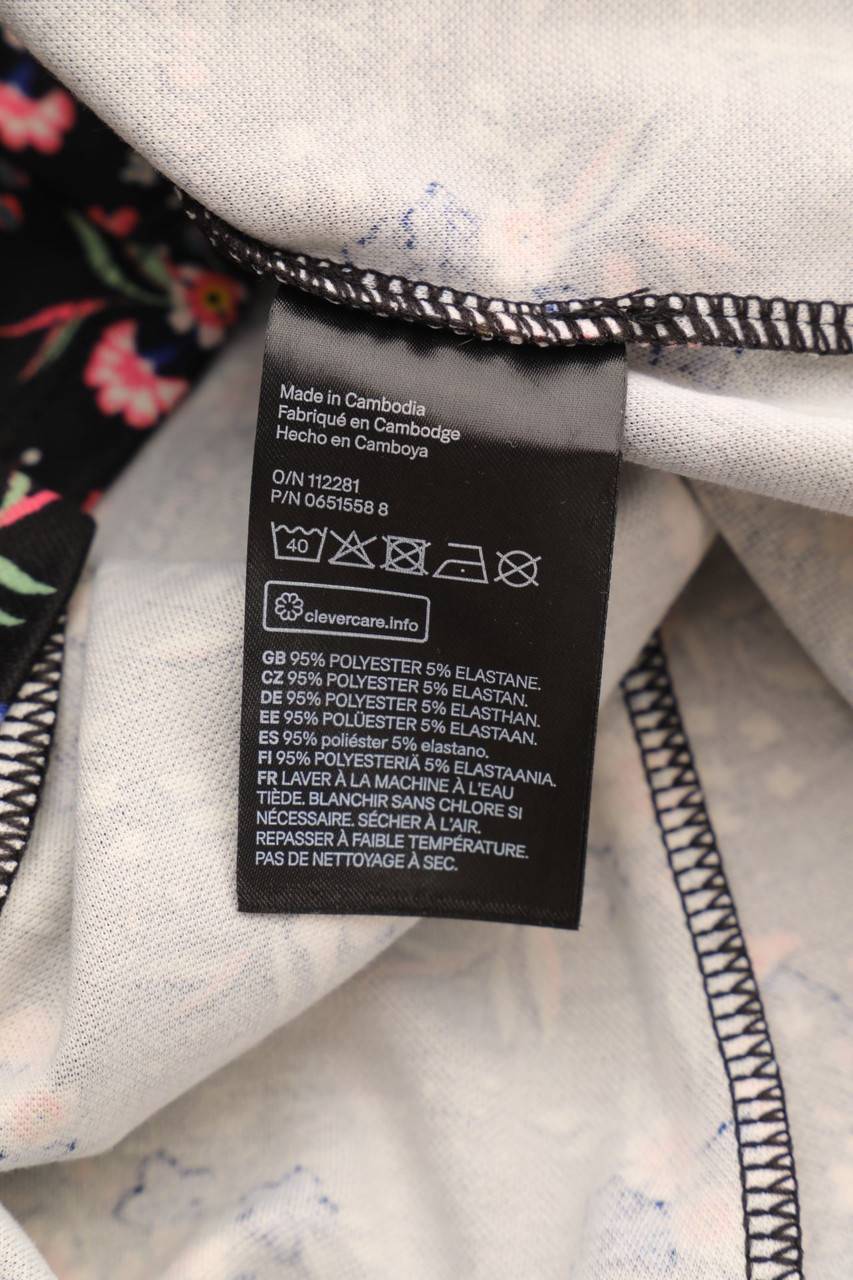 Made in Cambodia
Fabriqué en Cambodge
Hecho en Camboya
O/N 112281
P/N 0651558 8
40
clevercare.info
GB 95% POLYESTER 5% ELASTANE.
CZ 95% POLYESTER 5% ELASTAN.
DE 95% POLYESTER 5% ELASTHAN.
EE 95% POLÜESTER 5% ELASTAAN.
ES 95% poliéster 5% elastano.
FI 95% POLYESTERIÄ 5% ELASTAANIA.
FR LAVER À LA MACHINE À L'EAU
TIÈDE. BLANCHIR SANS CHLORE SI
NÉCESSAIRE. SÉCHER À L'AIR.
REPASSER À FAIBLE TEMPÉRATURE.
PAS DE NETTOYAGE À SEC.